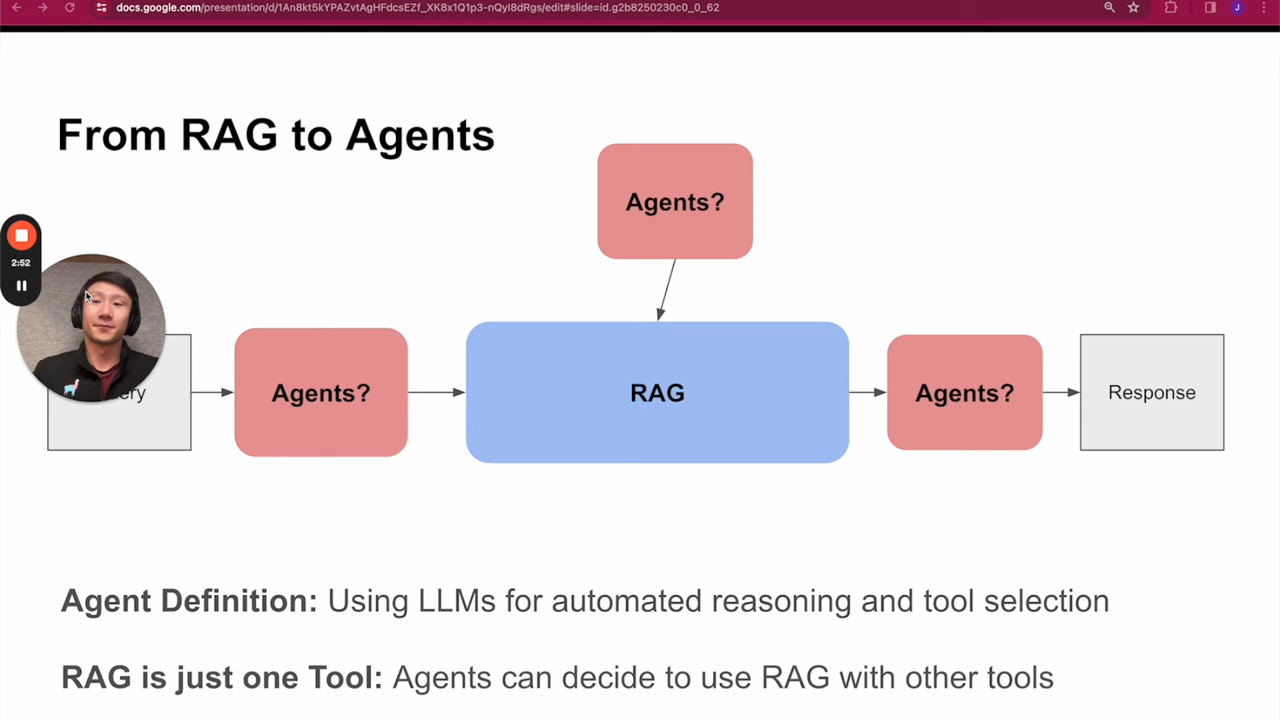 docs.google.com/presentation/d/1An8kt5kYPAZvtAgHFdcsEZf_XK8x1Q1p3-nQyI8dRgs/edit#slide=id.g2b8250230c0_0_62
J
From RAG to Agents
Agents?
2:52
Agents?
RAG
Agents?
Response
Agent Definition: Using LLMs for automated reasoning and tool selection
RAG is just one Tool: Agents can decide to use RAG with other tools